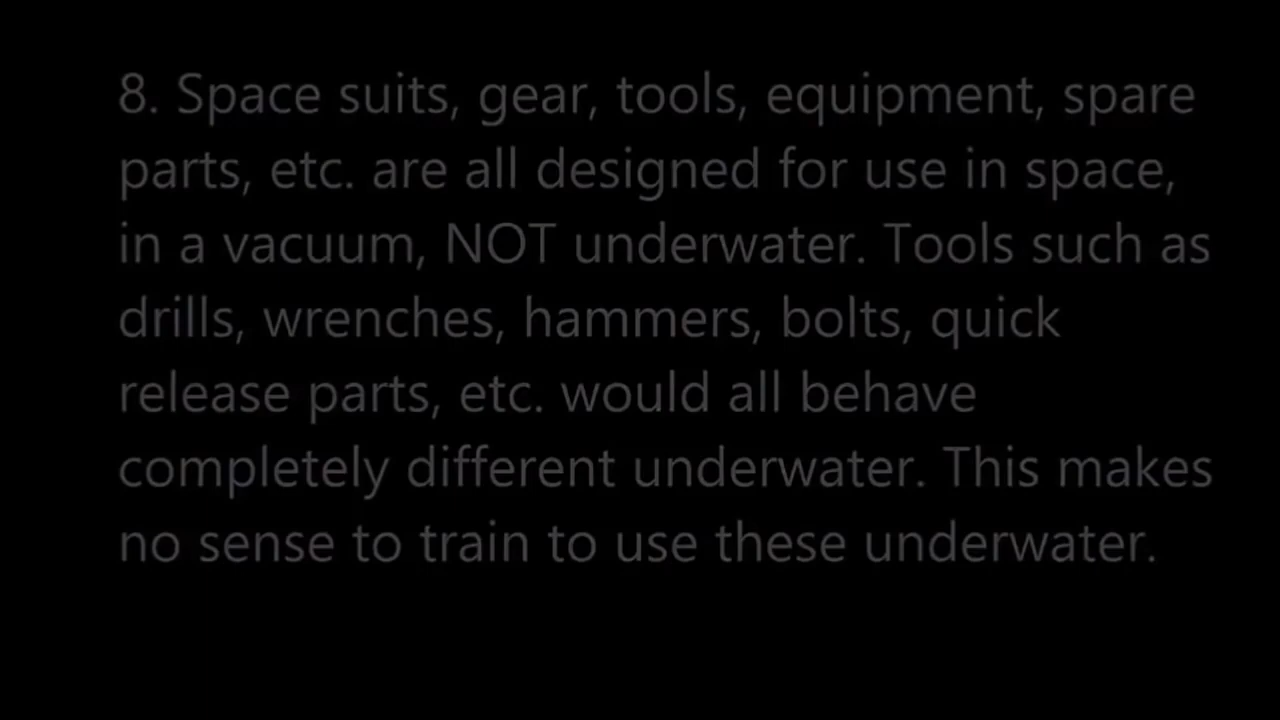 8. Space suits, gear, tools, equipment, spare
parts, etc. are all designed for use in space,
in a vacuum, NOT underwater. Tools such as
drills, wrenches, hammers, bolts, quick
release parts, etc. would all behave
completely different underwater. This makes
no sense to train to use these underwater.